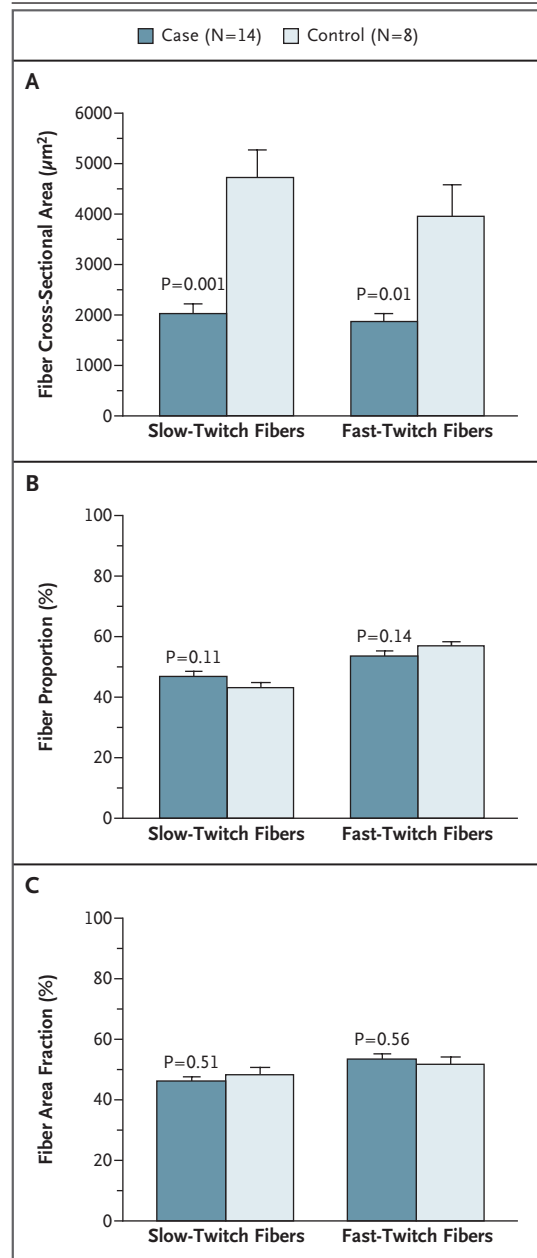 Case (N=14) Control (N=8)
A
Fiber Cross-Sectional Area (µm²)
6000
5000
4000
3000
2000
1000
0
P=0.001
P=0.01
Slow-Twitch Fibers Fast-Twitch Fibers
B
Fiber Proportion (%)
100
80
60
40
20
0
P=0.11
P=0.14
Slow-Twitch Fibers Fast-Twitch Fibers
C
Fiber Area Fraction (%)
100
80
60
40
20
0
P=0.51
P=0.56
Slow-Twitch Fibers Fast-Twitch Fibers